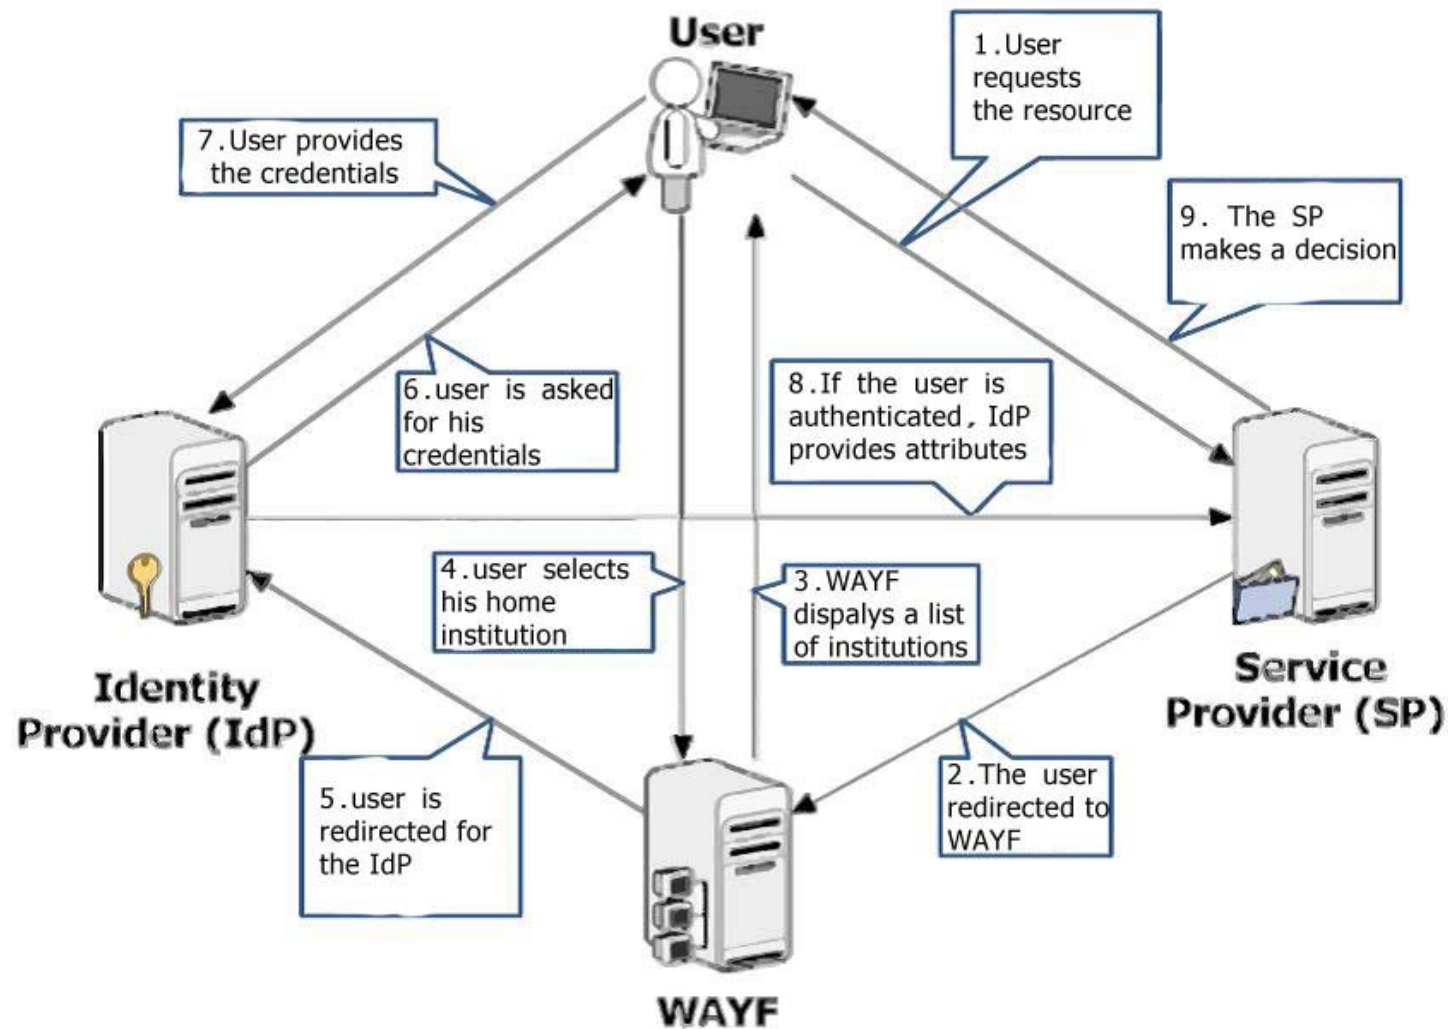 User
1.User
requests
the resource
7.User provides
the credentials
9. The SP
makes a decision
6.user is asked
for his
credentials
8.If the user is
authenticated, IdP
provides attributes
4.user selects
his home
institution
3.WAYF
dispalys a list
of institutions
Identity
Provider (IdP)
Service
Provider (SP)
5.user is
redirected for
the IdP
2.The user
redirected to
WAYF
WAYF